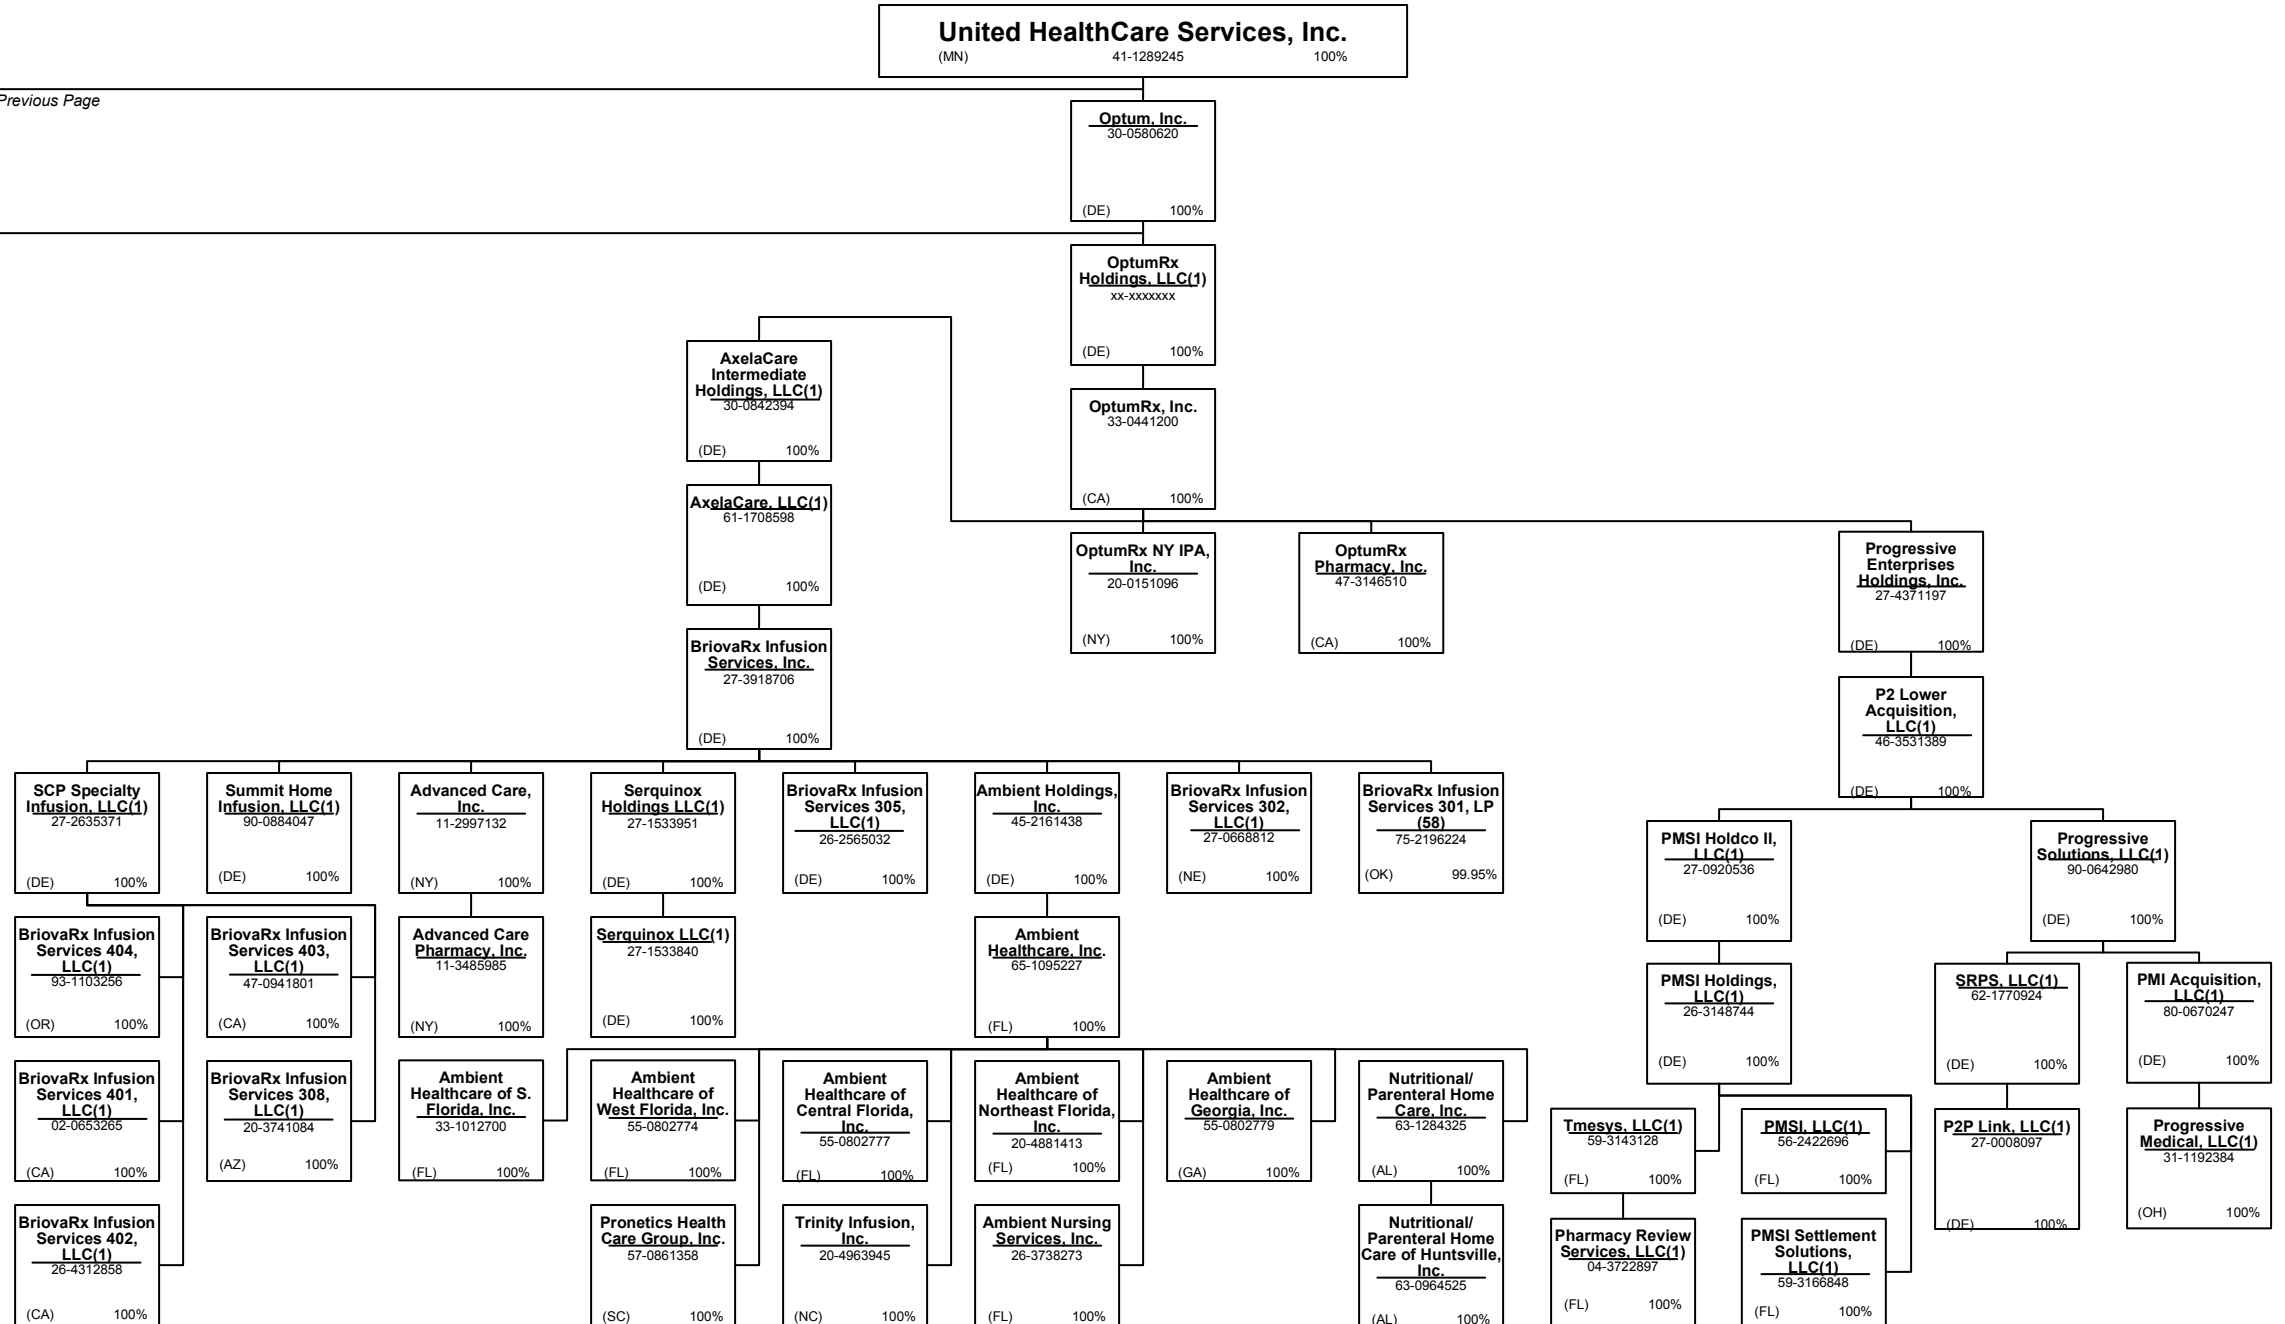 United HealthCare Services, Inc.
(MN) 41-1289245 100%
Previous Page
Optum, Inc.
30-0580620
(DE) 100%
OptumRx
Holdings, LLC(1)
xx-xxxxxxx
(DE) 100%
AxelaCare
Intermediate
Holdings, LLC(1)
30-0842394
(DE) 100%
OptumRx, Inc.
33-0441200
(CA) 100%
AxelaCare, LLC(1)
61-1708598
(DE) 100%
OptumRx NY IPA,
Inc.
20-0151096
(NY) 100%
OptumRx
Pharmacy, Inc.
47-3146510
(CA) 100%
Progressive
Enterprises
Holdings, Inc.
27-4371197
(DE) 100%
BriovaRx Infusion
Services, Inc.
27-3918706
(DE) 100%
P2 Lower
Acquisition,
LLC(1)
46-3531389
(DE) 100%
SCP Specialty
Infusion, LLC(1)
27-2635371
(DE) 100%
Summit Home
Infusion, LLC(1)
90-0884047
(DE) 100%
Advanced Care,
Inc.
11-2997132
(NY) 100%
Serquinox
Holdings LLC(1)
27-1533951
(DE) 100%
BriovaRx Infusion
Services 305,
LLC(1)
26-2565032
(DE) 100%
Ambient Holdings,
Inc.
45-2161438
(DE) 100%
BriovaRx Infusion
Services 302,
LLC(1)
27-0668812
(NE) 100%
BriovaRx Infusion
Services 301, LP
(58)
75-2196224
(OK) 99.95%
PMSI Holdco II,
LLC(1)
27-0920536
(DE) 100%
Progressive
Solutions, LLC(1)
90-0642980
(DE) 100%
BriovaRx Infusion
Services 404,
LLC(1)
93-1103256
(OR) 100%
BriovaRx Infusion
Services 403,
LLC(1)
47-0941801
(CA) 100%
Advanced Care
Pharmacy, Inc.
11-3485985
(NY) 100%
Serquinox LLC(1)
27-1533840
(DE) 100%
Ambient
Healthcare, Inc.
65-1095227
(FL) 100%
PMSI Holdings,
LLC(1)
26-3148744
(DE) 100%
SRPS, LLC(1)
62-1770924
(DE) 100%
PMI Acquisition,
LLC(1)
80-0670247
(DE) 100%
BriovaRx Infusion
Services 401,
LLC(1)
02-0653265
(CA) 100%
BriovaRx Infusion
Services 308,
LLC(1)
20-3741084
(AZ) 100%
Ambient
Healthcare of S.
Florida, Inc.
33-1012700
(FL) 100%
Ambient
Healthcare of
West Florida, Inc.
55-0802774
(FL) 100%
Ambient
Healthcare of
Central Florida,
Inc.
55-0802777
(FL) 100%
Ambient
Healthcare of
Northeast Florida,
Inc.
20-4881413
(FL) 100%
Ambient
Healthcare of
Georgia, Inc.
55-0802779
(GA) 100%
Nutritional/
Parenteral Home
Care, Inc.
63-1284325
(AL) 100%
Tmesys, LLC(1)
59-3143128
(FL) 100%
PMSI, LLC(1)
56-2422696
(FL) 100%
P2P Link, LLC(1)
27-0008097
(DE) 100%
Progressive
Medical, LLC(1)
31-1192384
(OH) 100%
BriovaRx Infusion
Services 402,
LLC(1)
26-4312858
(CA) 100%
Pronetics Health
Care Group, Inc.
57-0861358
(SC) 100%
Trinity Infusion,
Inc.
20-4963945
(NC) 100%
Ambient Nursing
Services, Inc.
26-3738273
(FL) 100%
Nutritional/
Parenteral Home
Care of Huntsville,
Inc.
63-0964525
(AL) 100%
Pharmacy Review
Services, LLC(1)
04-3722897
(FL) 100%
PMSI Settlement
Solutions,
LLC(1)
59-3166848
(FL) 100%